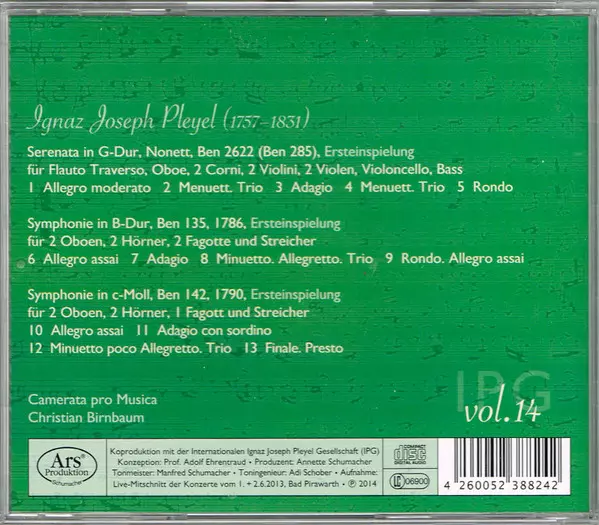 Ignaz Joseph Pleyel (1757–1831)
Serenata in G-Dur, Nonett, Ben 2622 (Ben 285), Ersteinspielung
für Flauto Traverso, Oboe, 2 Corni, 2 Violini, 2 Violen, Violoncello, Bass
1 Allegro moderato 2 Menuett. Trio 3 Adagio 4 Menuett. Trio 5 Rondo
Symphonie in B-Dur, Ben 135, 1786, Ersteinspielung
für 2 Oboen, 2 Hörner, 2 Fagotte und Streicher
6 Allegro assai 7 Adagio 8 Minuetto. Allegretto. Trio 9 Rondo. Allegro assai
Symphonie in c-Moll, Ben 142, 1790, Ersteinspielung
für 2 Oboen, 2 Hörner, 1 Fagott und Streicher
10 Allegro assai 11 Adagio con sordino
12 Minuetto poco Allegretto. Trio 13 Finale. Presto
Camerata pro Musica
Christian Birnbaum
IPG
vol.14
Ars
Produktion
Schumacher
Koproduktion mit der Internationalen Ignaz Joseph Pleyel Gesellschaft (IPG)
Konzeption: Prof. Adolf Ehrentraud • Produzent: Annette Schumacher
Tonmeister: Manfred Schumacher • Toningenieur: Adi Schober • Aufnahme:
Live-Mitschnitt der Konzerte vom 1. + 2.6.2013, Bad Pirawarth • ℗ 2014
COMPACT
disc
DIGITAL AUDIO
LC 06900
4 260052 388242